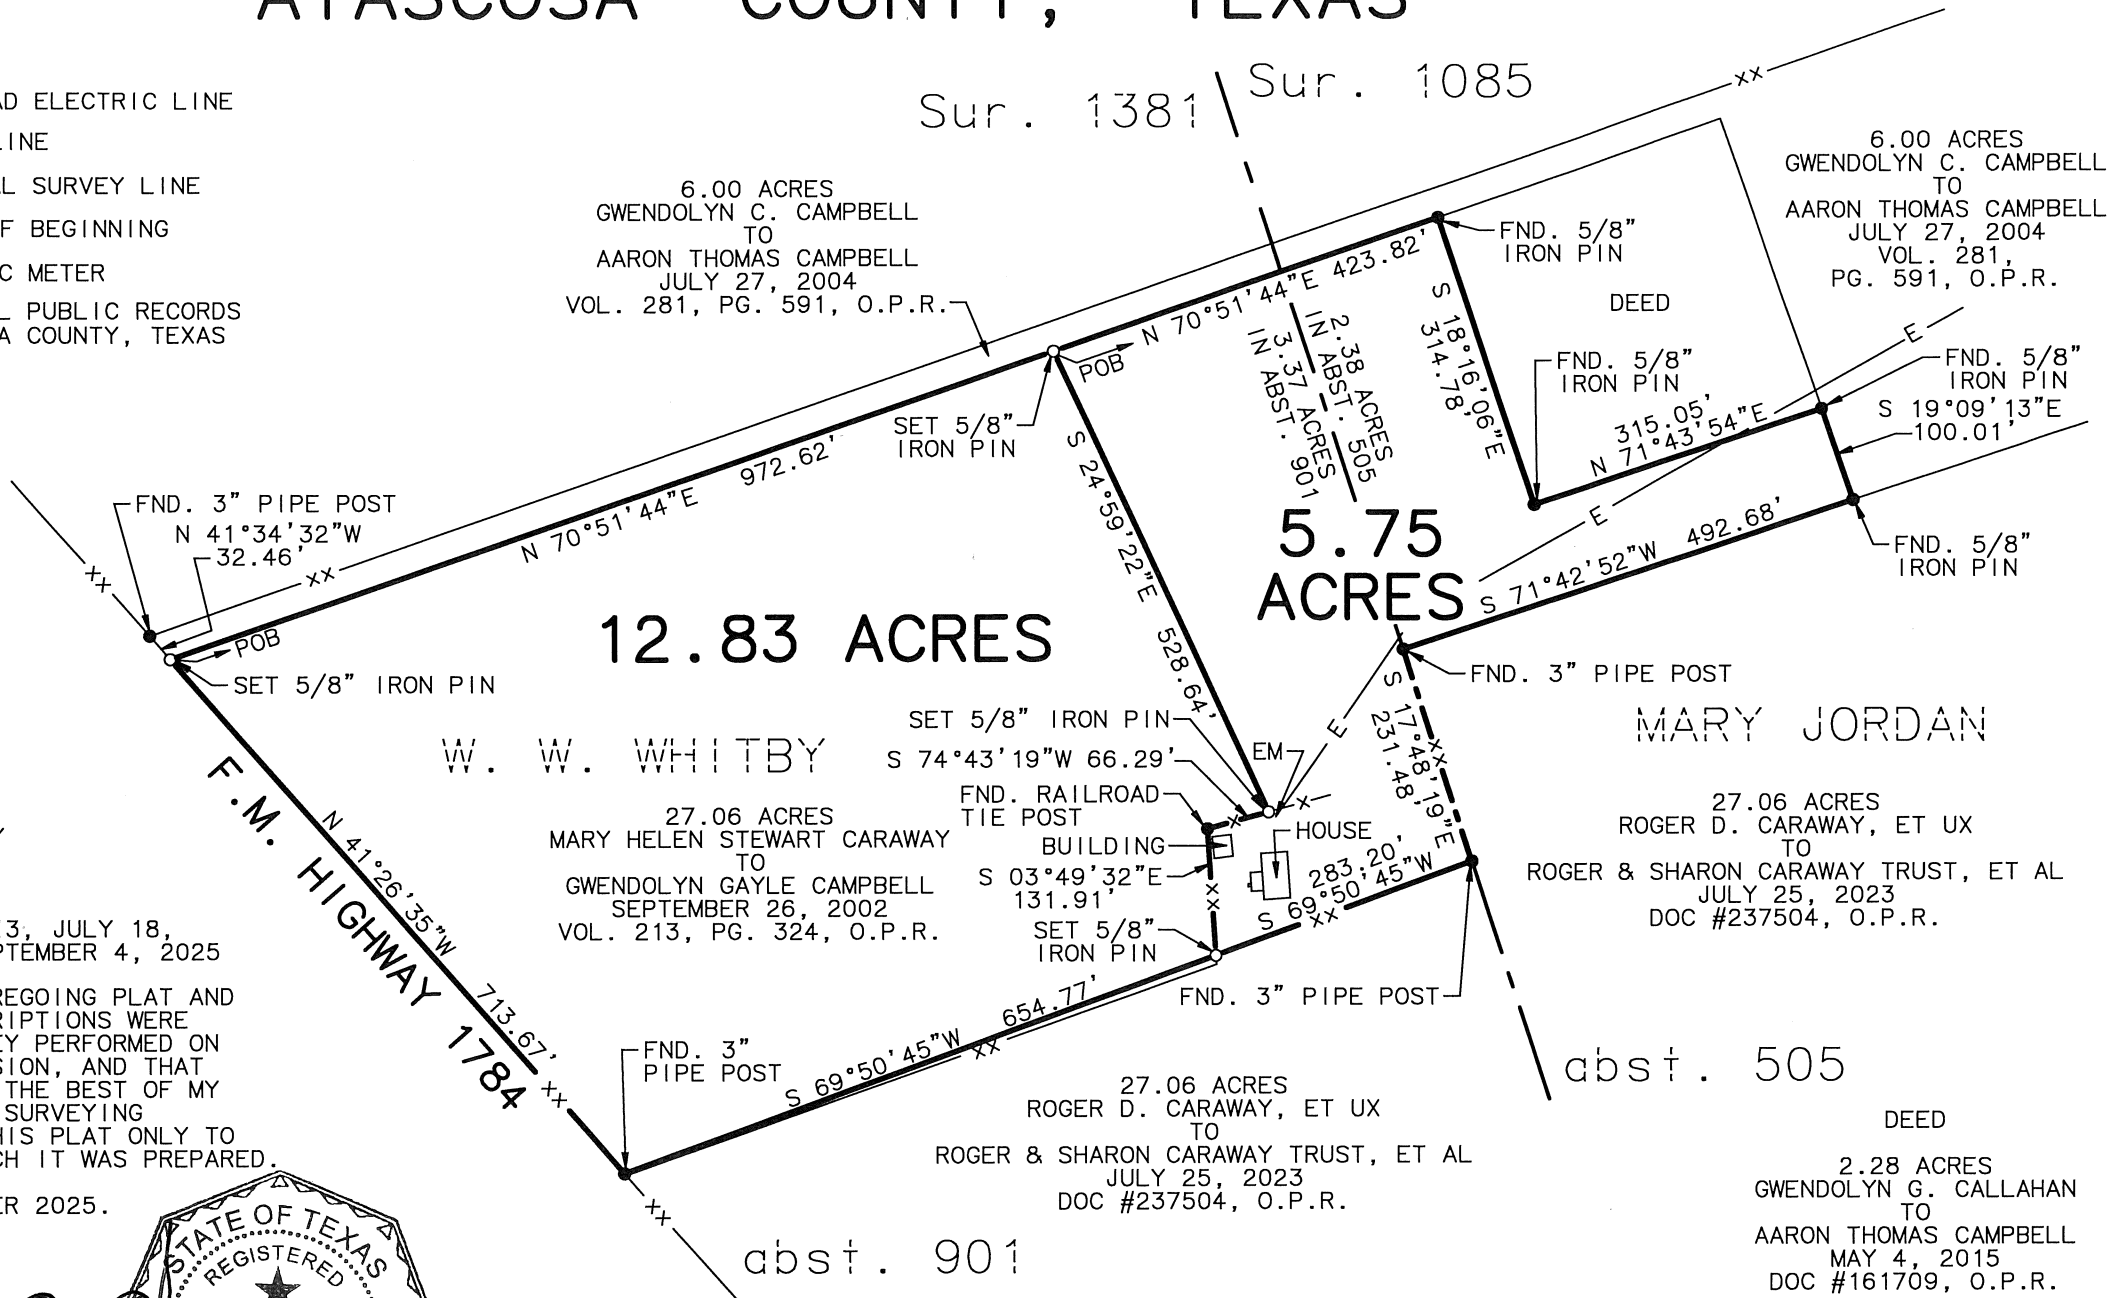 ATASCOSA COUNTY, TEXAS
ELECTRIC LINE
SURVEY LINE
BEGINNING
METER
PUBLIC RECORDS
COUNTY, TEXAS
Sur. 1381
Sur. 1085
6.00 ACRES
GWENDOLYN C. CAMPBELL
TO
AARON THOMAS CAMPBELL
JULY 27, 2004
VOL. 281, PG. 591, O.P.R.
6.00 ACRES
GWENDOLYN C. CAMPBELL
TO
AARON THOMAS CAMPBELL
JULY 27, 2004
VOL. 281,
PG. 591, O.P.R.
xx
FND. 5/8"
IRON PIN
DEED
N 70°51'44"E 423.82'
POB
2.38 ACRES
IN ABST. 505
3.37 ACRES
IN ABST. 901
S 18°16'06"E
314.78'
FND. 5/8"
IRON PIN
315.05'
N 71°43'54"E
E
FND. 5/8"
IRON PIN
S 19°09'13"E
100.01'
SET 5/8"
IRON PIN
S 24°59'22"E 528.64'
N 70°51'44"E 972.62'
FND. 3" PIPE POST
N 41°34'32"W
32.46'
xx
xx
POB
SET 5/8" IRON PIN
12.83 ACRES
5.75
ACRES
E
S 71°42'52"W 492.68'
FND. 5/8"
IRON PIN
FND. 3" PIPE POST
S 17°48'19"E
231.48'
xx
MARY JORDAN
W. W. WHITBY
SET 5/8" IRON PIN
S 74°43'19"W 66.29'
EM
E
FND. RAILROAD
TIE POST
x
x
BUILDING
HOUSE
S 03°49'32"E
131.91'
xx
283.20'
S 69°50'45"W
xx
SET 5/8"
IRON PIN
FND. 3" PIPE POST
27.06 ACRES
MARY HELEN STEWART CARAWAY
TO
GWENDOLYN GAYLE CAMPBELL
SEPTEMBER 26, 2002
VOL. 213, PG. 324, O.P.R.
27.06 ACRES
ROGER D. CARAWAY, ET UX
TO
ROGER & SHARON CARAWAY TRUST, ET AL
JULY 25, 2023
DOC #237504, O.P.R.
F.M. HIGHWAY 1784
N 41°26'35"W 713.67'
xx
FND. 3"
PIPE POST
S 69°50'45"W 654.77'
xx
xx
27.06 ACRES
ROGER D. CARAWAY, ET UX
TO
ROGER & SHARON CARAWAY TRUST, ET AL
JULY 25, 2023
DOC #237504, O.P.R.
abst. 505
abst. 901
DEED
2.28 ACRES
GWENDOLYN G. CALLAHAN
TO
AARON THOMAS CAMPBELL
MAY 4, 2015
DOC #161709, O.P.R.
3, JULY 18,
4, 2025
PLAT AND
WERE
PERFORMED ON
AND THAT
THE BEST OF MY
SURVEYING
PLAT ONLY TO
IT WAS PREPARED.
2025.
STATE OF TEXAS
REGISTERED